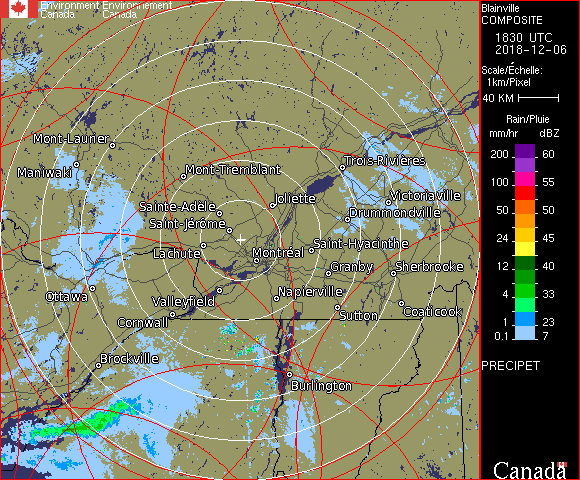 Environment Environnement
Canada Canada
Blainville
COMPOSITE
1830 UTC
2018-12-06
Scale/Échelle:
1km/Pixel
40 KM
Rain/Pluie
mm/hr dBZ
200 60
100 55
50 50
24 45
12 40
4 33
1 28
0.1 7
2 23
PRECIPET
Canada
Mont-Laurier
Maniwaki
Mont-Tremblant
Trois-Rivières
Sainte-Adèle
Joliette
Victoriaville
Drummondville
Saint-Jérôme
Lachute
Montréal
Saint-Hyacinthe
Granby
Sherbrooke
Ottawa
Valleyfield
Napierville
Cornwall
Sutton
Coaticook
Brockville
Burlington